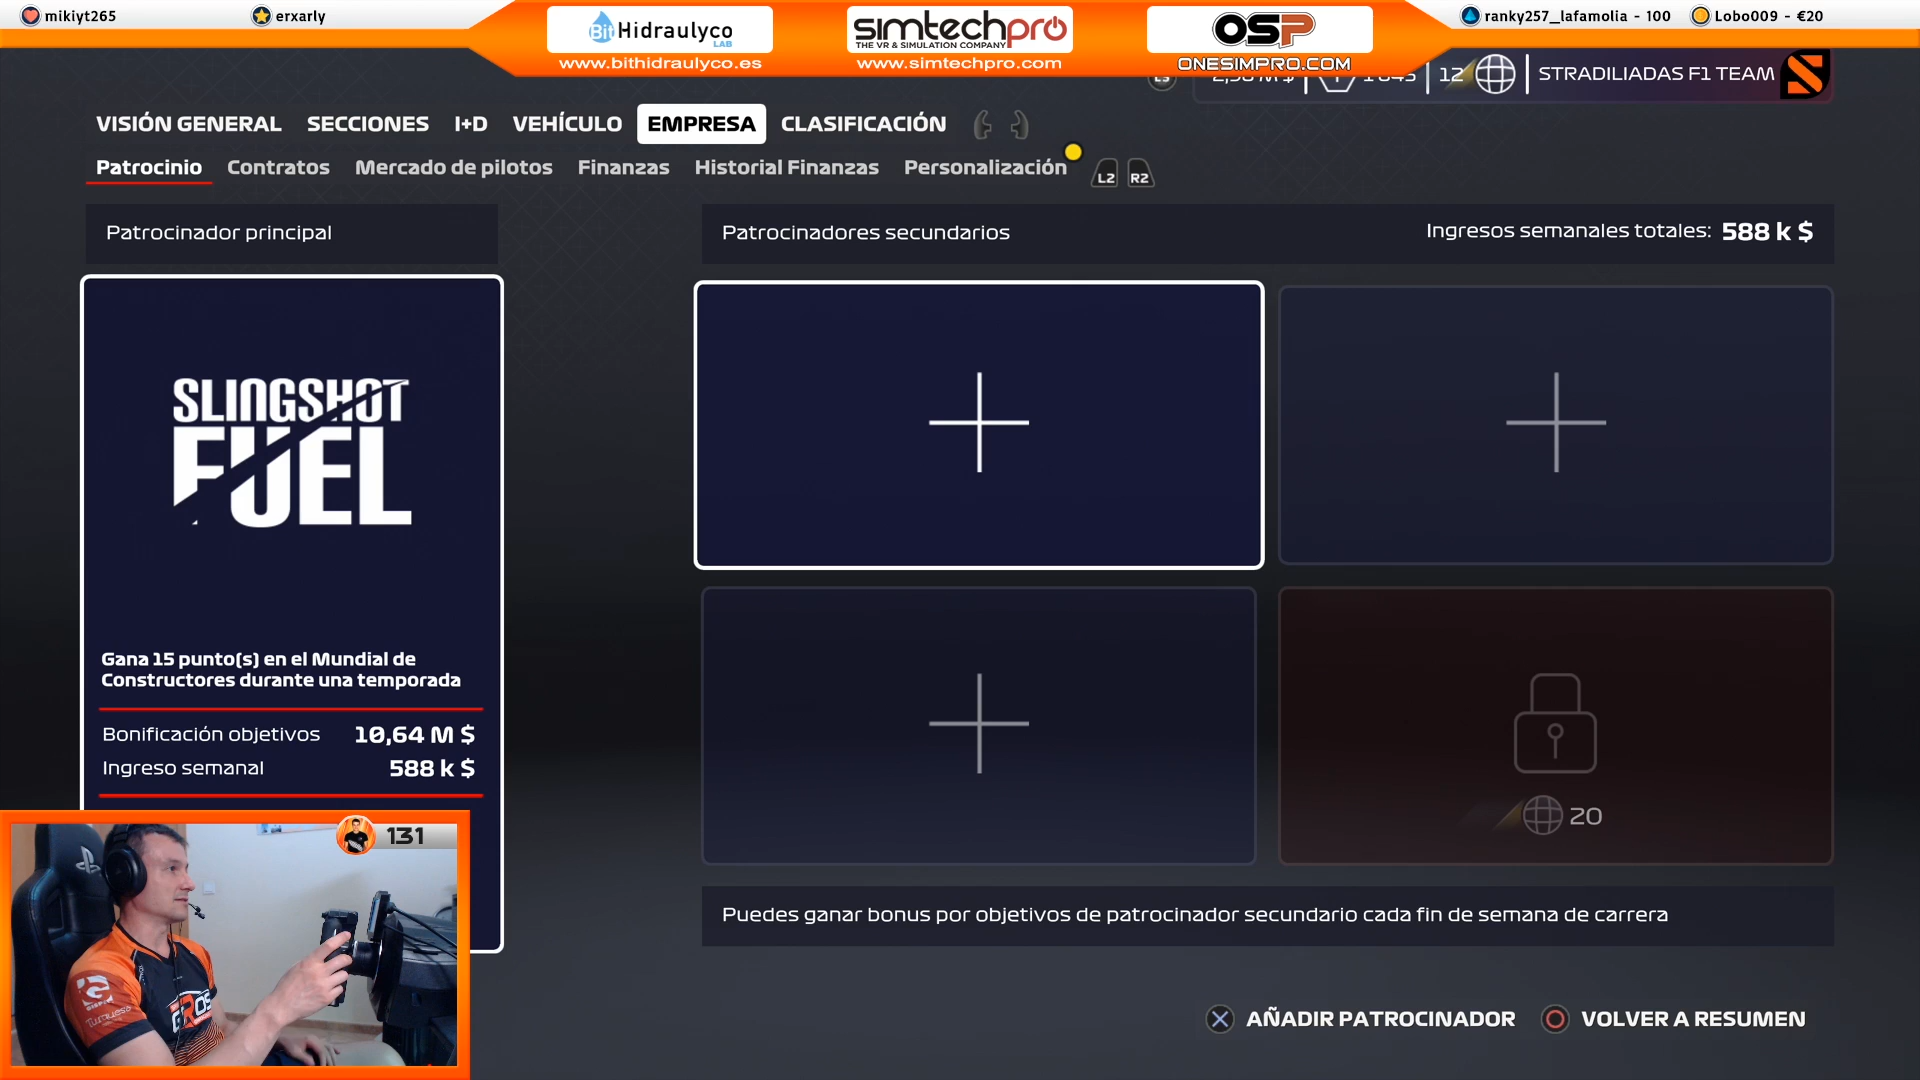 mikiyt265
erxarly
BitHidraulyco
LAB
www.bithidraulyco.es
simtechpro
THE VR & SIMULATION COMPANY
www.simtechpro.com
OSP
ONESIMPRO.COM
ranky257_lafamolia - 100
Lobo009 - €20
12
STRADILIADAS F1 TEAM
VISIÓN GENERAL
SECCIONES
I+D
VEHÍCULO
EMPRESA
CLASIFICACIÓN
Patrocinio
Contratos
Mercado de pilotos
Finanzas
Historial Finanzas
Personalización
L2
R2
Patrocinador principal
Patrocinadores secundarios
Ingresos semanales totales: 588 k $
SLINGSHOT
FUEL
Gana 15 punto(s) en el Mundial de
Constructores durante una temporada
Bonificación objetivos 10,64 M $
Ingreso semanal 588 k $
20
131
Puedes ganar bonus por objetivos de patrocinador secundario cada fin de semana de carrera
AÑADIR PATROCINADOR
VOLVER A RESUMEN